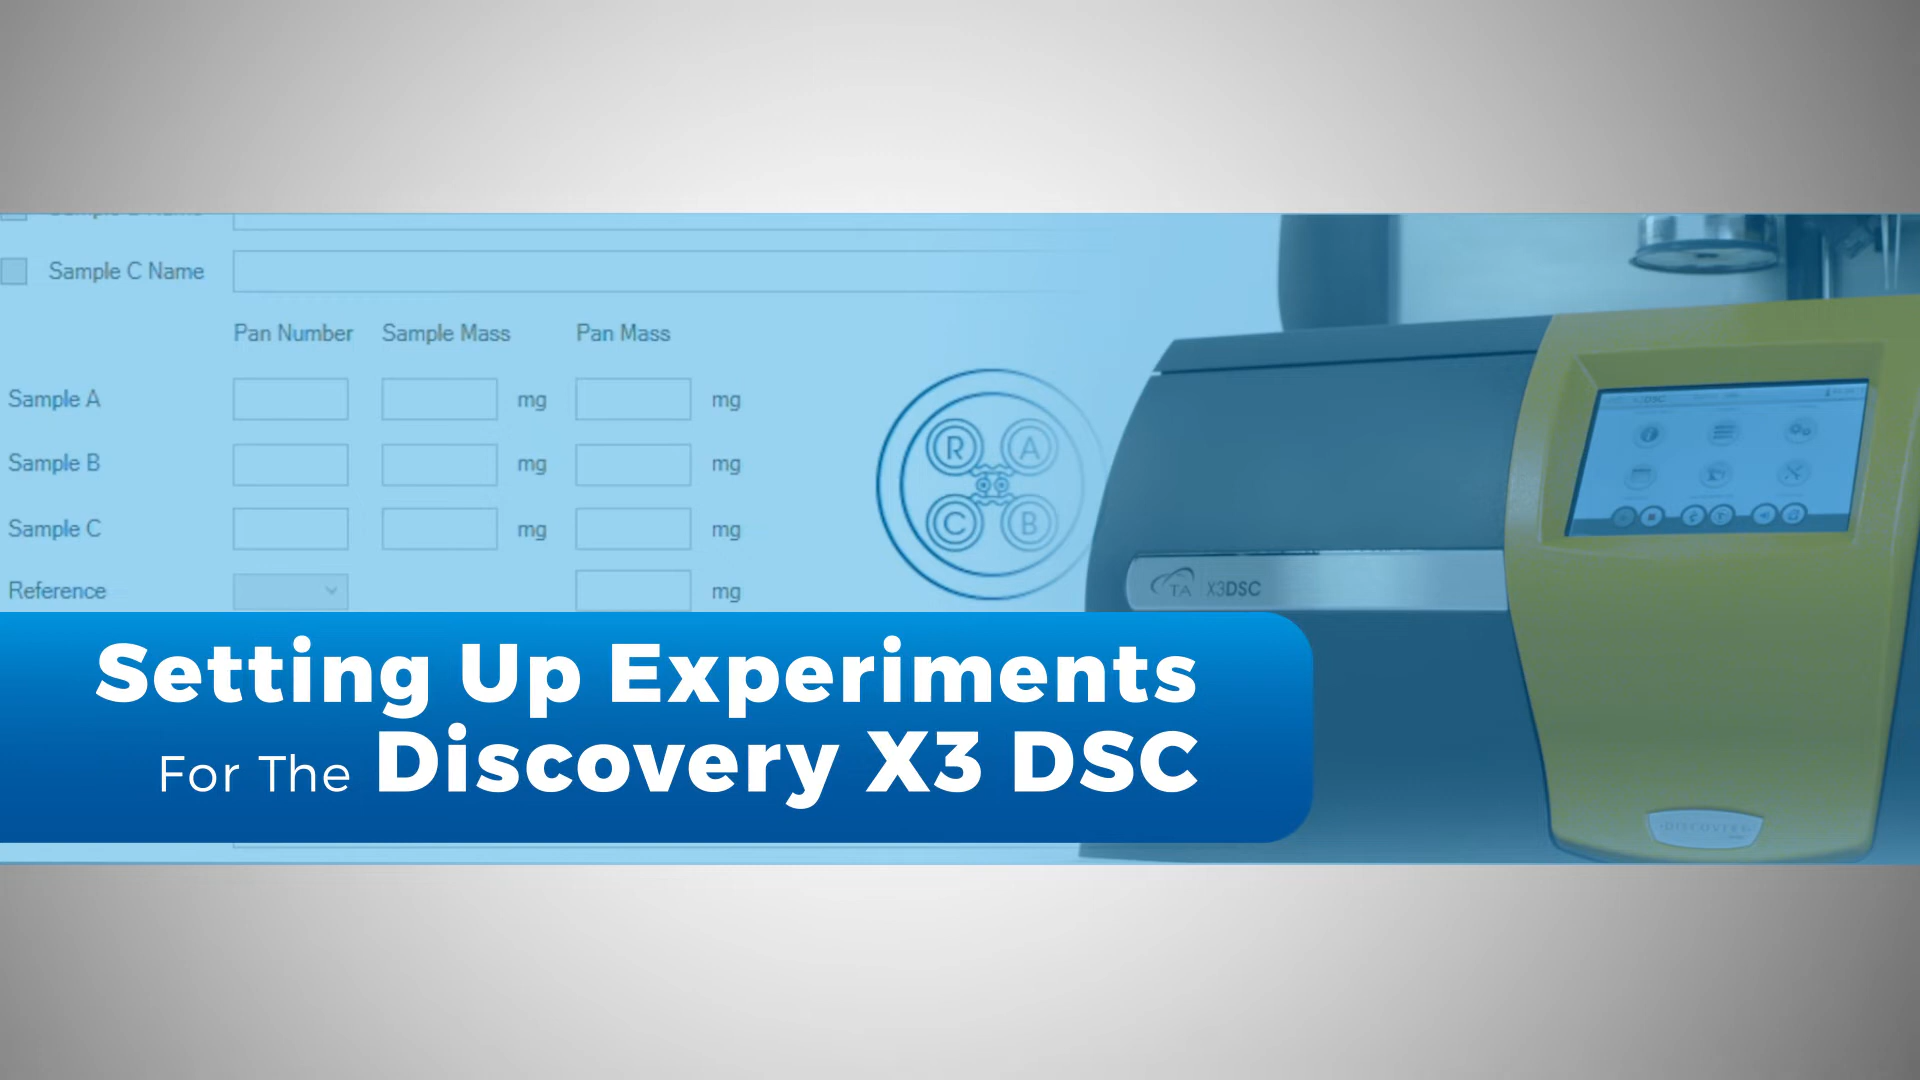 Sample C Name
Pan Number Sample Mass Pan Mass
Sample A mg mg
Sample B mg mg
Sample C mg mg
Reference mg
R A
C B
TA X3DSC
Setting Up Experiments
For The Discovery X3 DSC
DISCOVERY